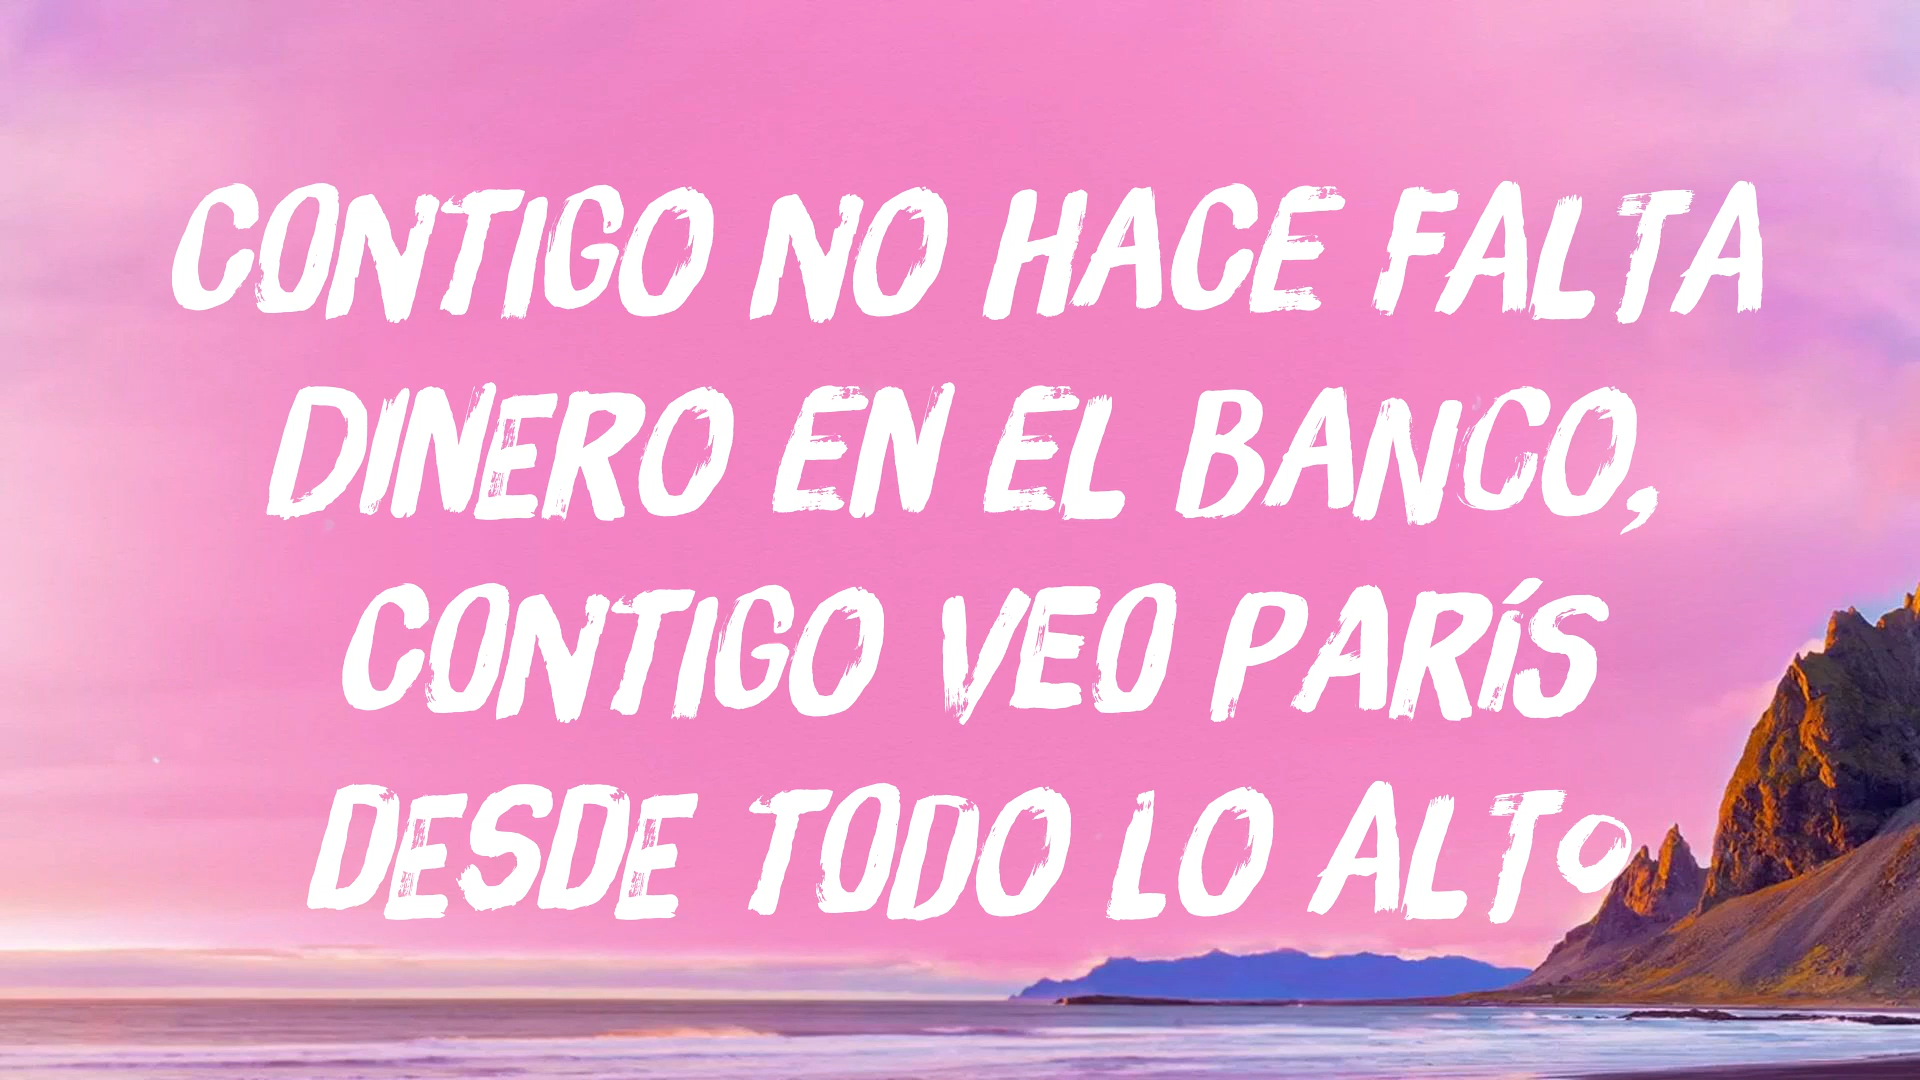 CONTIGO NO HACE FALTA
DINERO EN EL BANCO,
CONTIGO VEO PARÍS
DESDE TODO LO ALTO